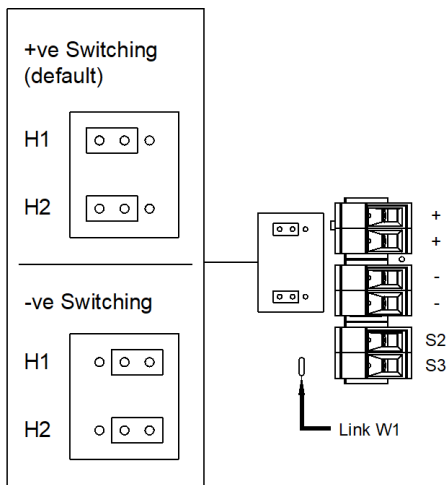 +ve Switching
(default)
H1
H2
-ve Switching
H1
H2
+
+
-
-
S2
S3
Link W1